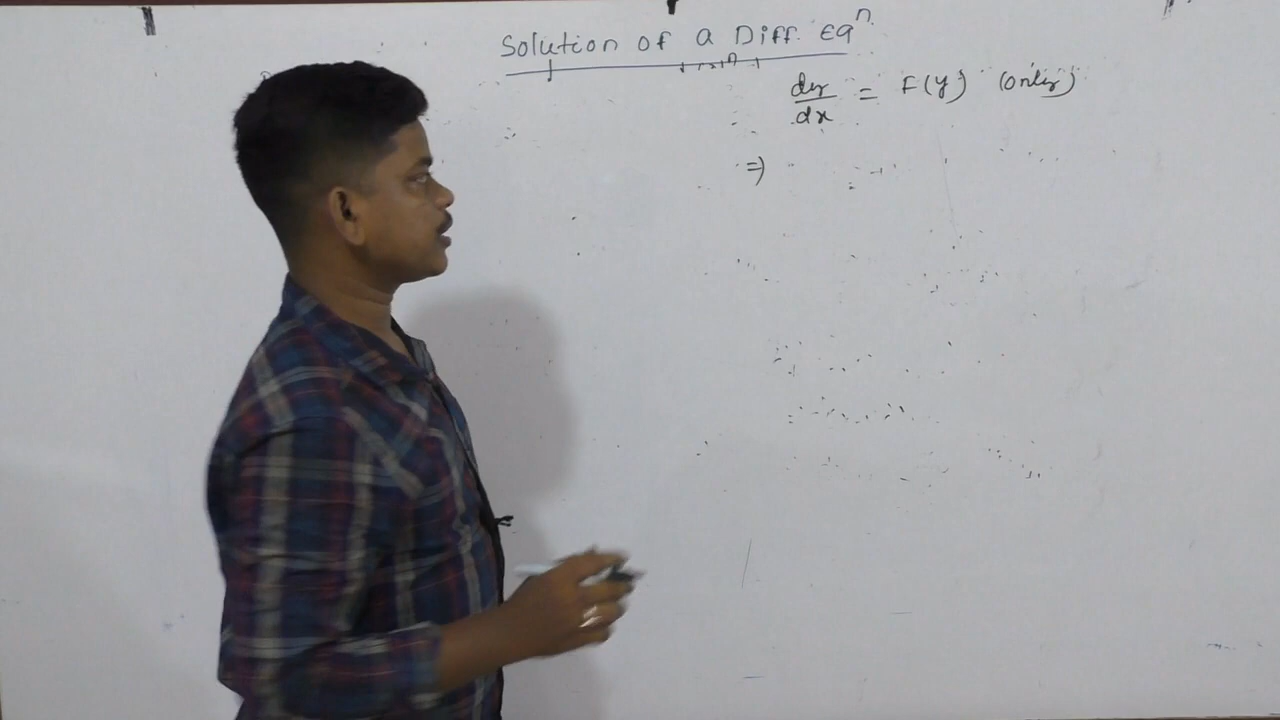 Solution of a Diff. Eqⁿ
dy/dx = F(y) (only)
⇒